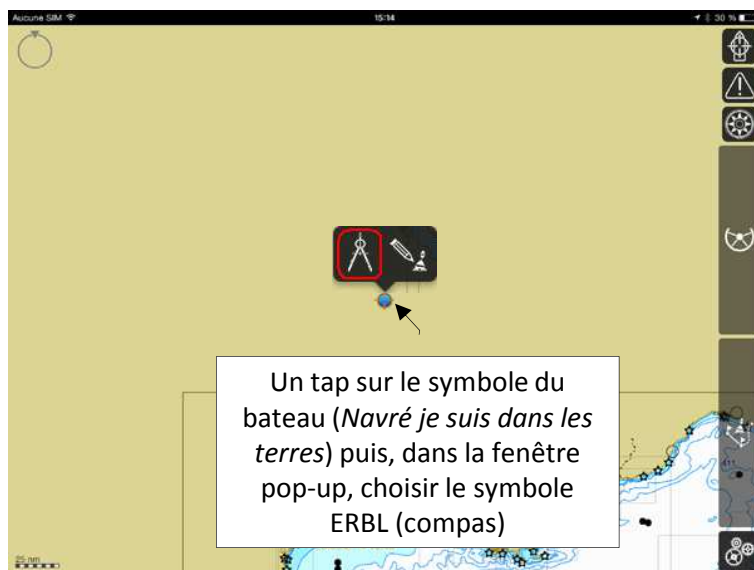 Aucune SIM
15:14
30 %
Un tap sur le symbole du
bateau (Navré je suis dans les
terres) puis, dans la fenêtre
pop-up, choisir le symbole
ERBL (compas)
25 nm